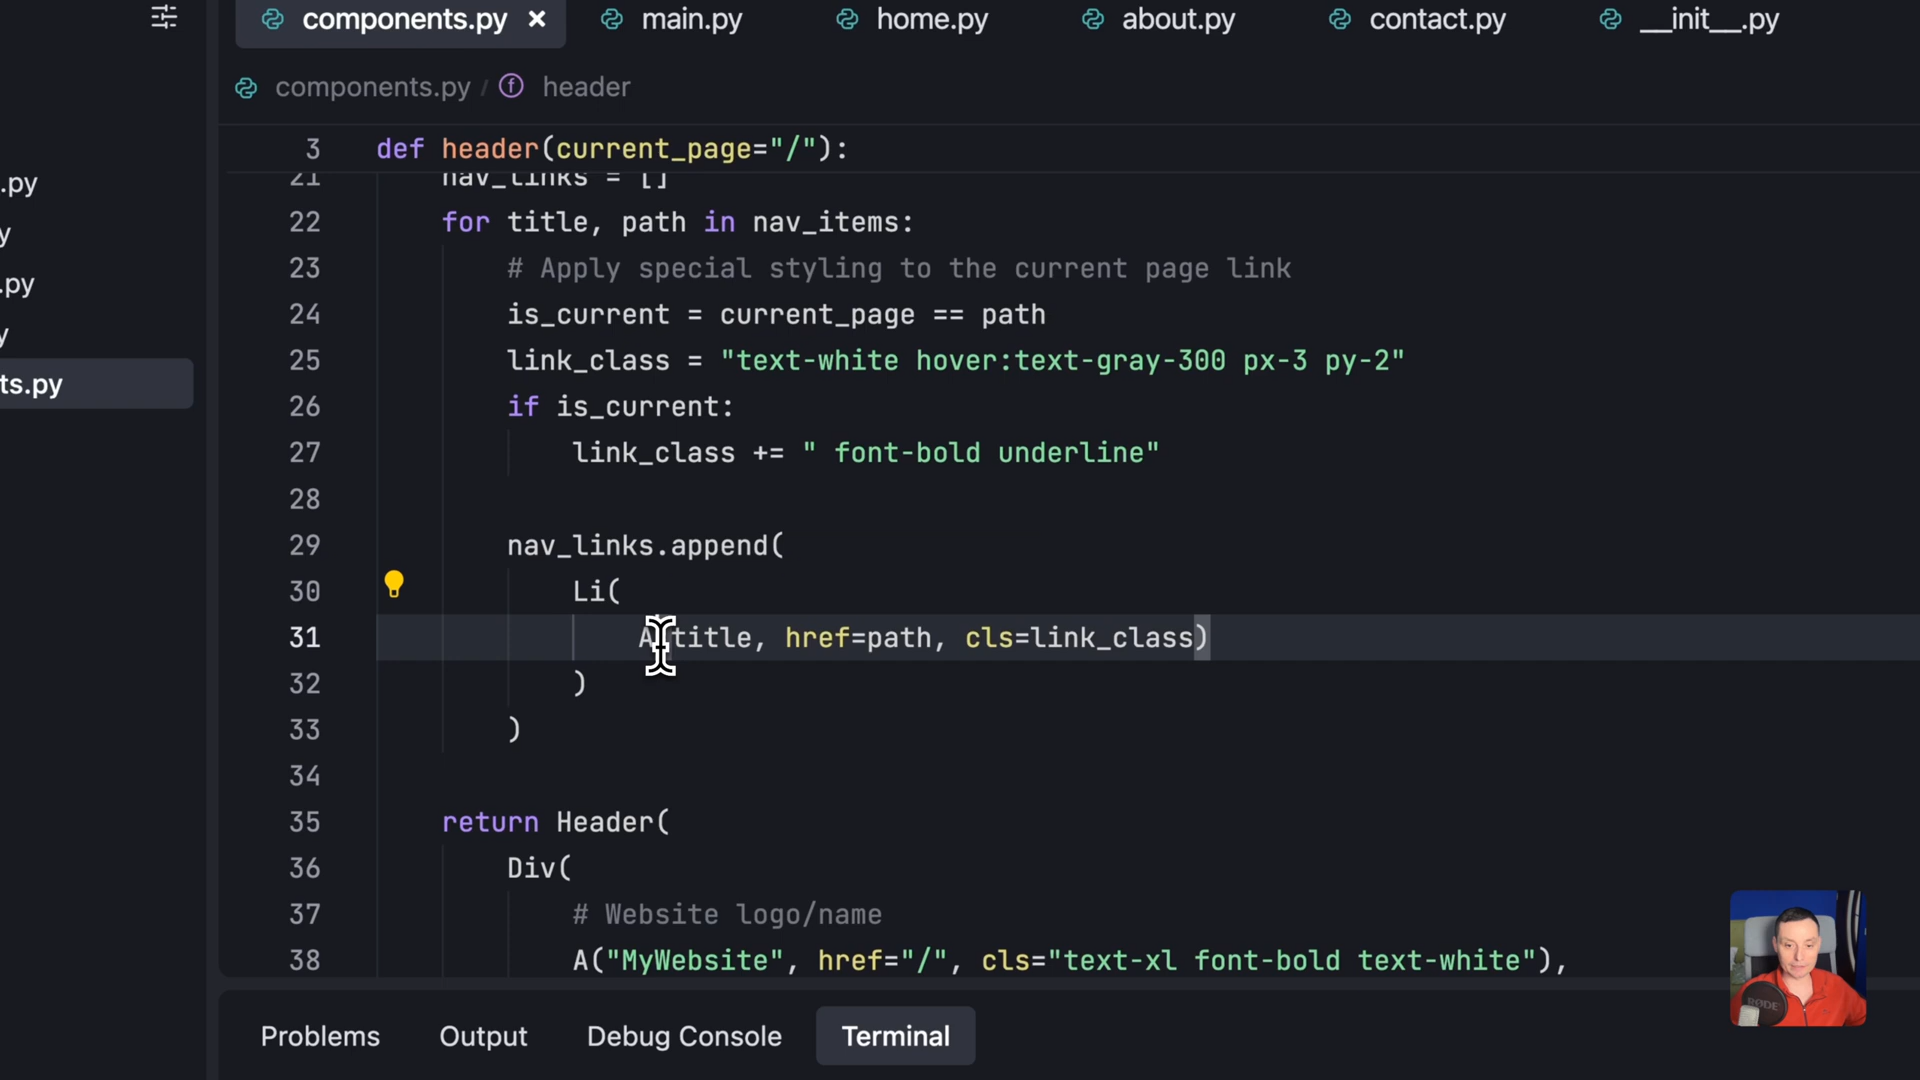 components.py
main.py
home.py
about.py
contact.py
__init__.py
components.py / header
3 def header(current_page="/"):
21 nav_links = []
22 for title, path in nav_items:
23 # Apply special styling to the current page link
24 is_current = current_page == path
25 link_class = "text-white hover:text-gray-300 px-3 py-2"
26 if is_current:
27 link_class += " font-bold underline"
28
29 nav_links.append(
30 Li(
31 A(title, href=path, cls=link_class)
32 )
33 )
34
35 return Header(
36 Div(
37 # Website logo/name
38 A("MyWebsite", href="/", cls="text-xl font-bold text-white"),
.py
y
.py
y
ts.py
Problems
Output
Debug Console
Terminal
RØDE